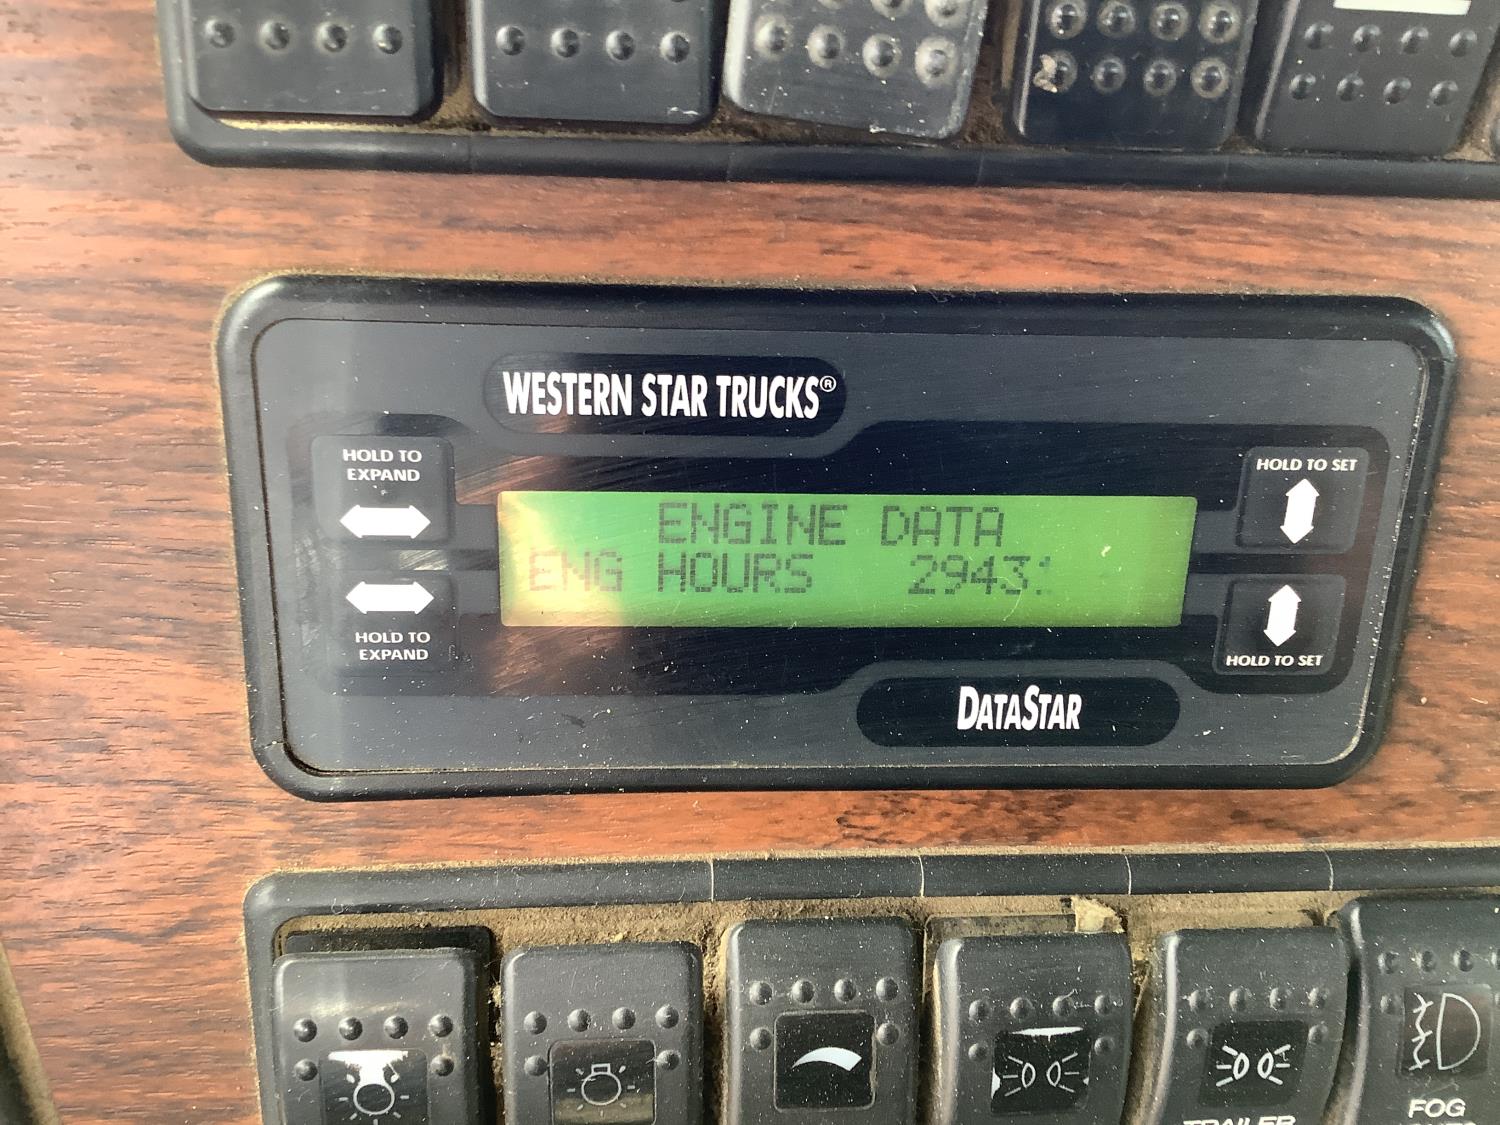 WESTERN STAR TRUCKS®
HOLD TO
EXPAND
HOLD TO SET
ENGINE DATA
ENG HOURS
HOLD TO
EXPAND
HOLD TO SET
DATASTAR
FOG